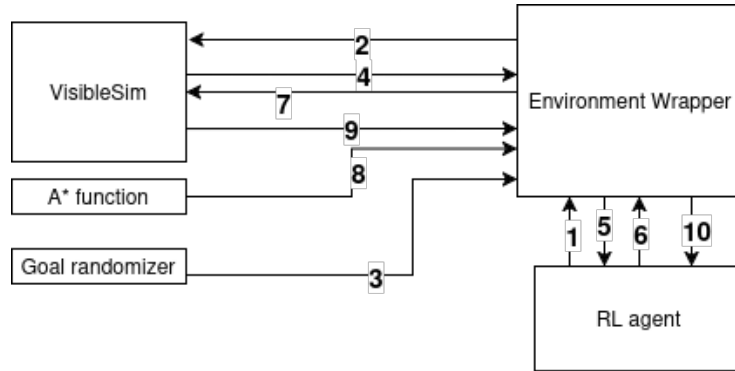 2
VisibleSim
4
7
Environment Wrapper
9
8
A* function
1
5
6
10
Goal randomizer
3
RL agent